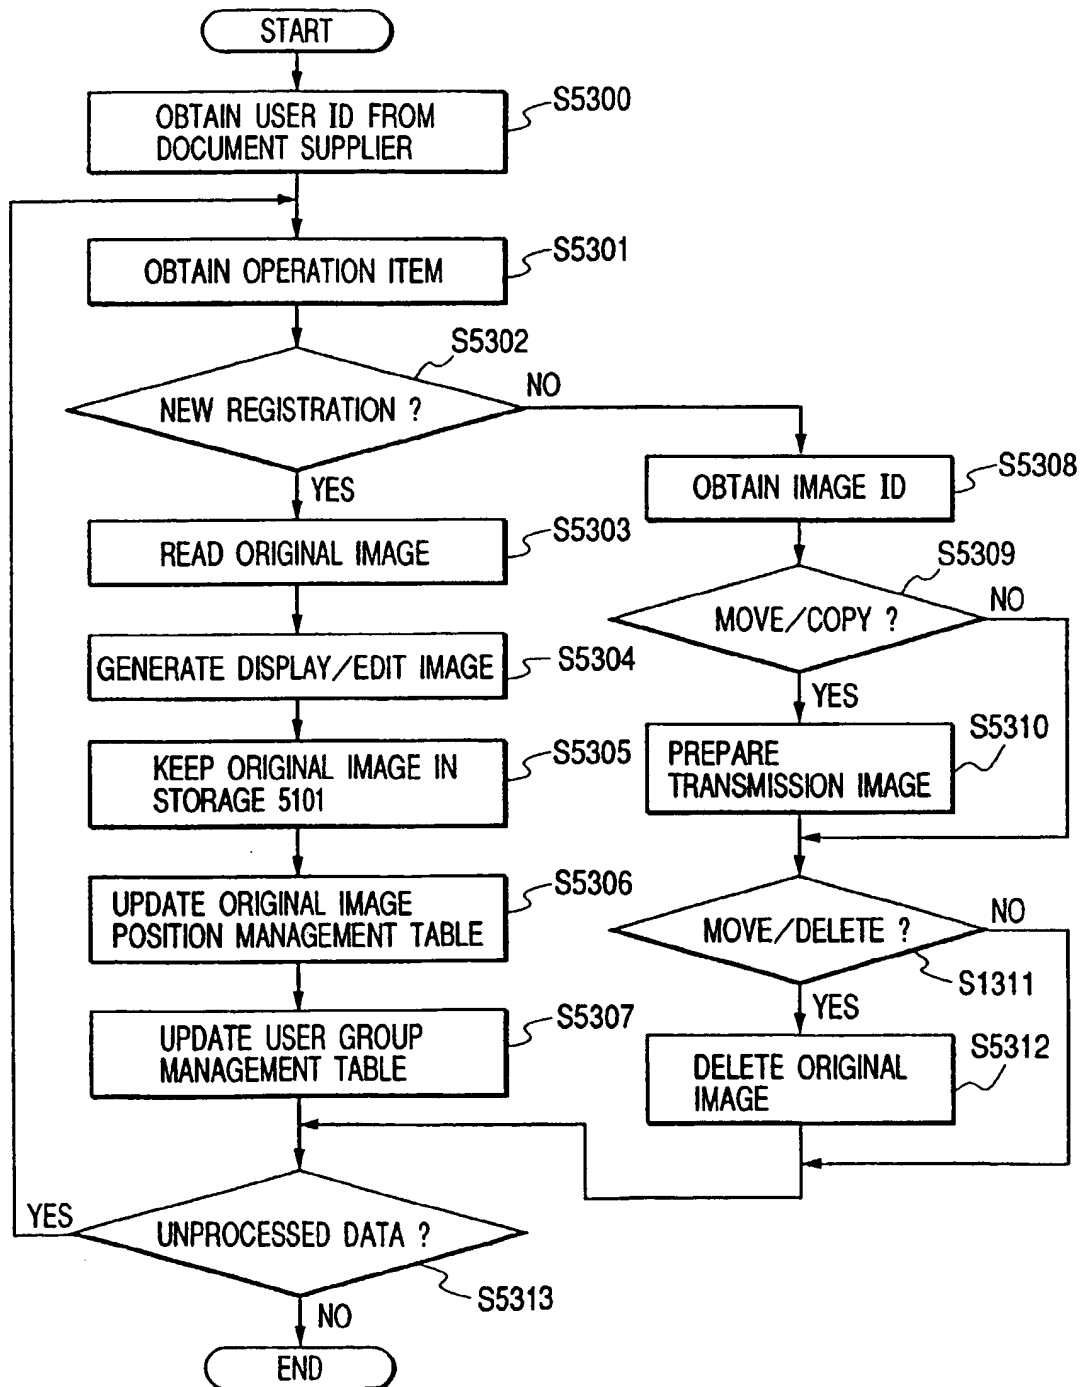 START
OBTAIN USER ID FROM
DOCUMENT SUPPLIER
S5300
OBTAIN OPERATION ITEM
S5301
NEW REGISTRATION ?
S5302
NO
YES
READ ORIGINAL IMAGE
S5303
GENERATE DISPLAY/EDIT IMAGE
S5304
KEEP ORIGINAL IMAGE IN
STORAGE 5101
S5305
UPDATE ORIGINAL IMAGE
POSITION MANAGEMENT TABLE
S5306
UPDATE USER GROUP
MANAGEMENT TABLE
S5307
OBTAIN IMAGE ID
S5308
MOVE/COPY ?
S5309
NO
YES
PREPARE
TRANSMISSION IMAGE
S5310
MOVE/DELETE ?
NO
S1311
YES
DELETE ORIGINAL
IMAGE
S5312
YES
UNPROCESSED DATA ?
S5313
NO
END